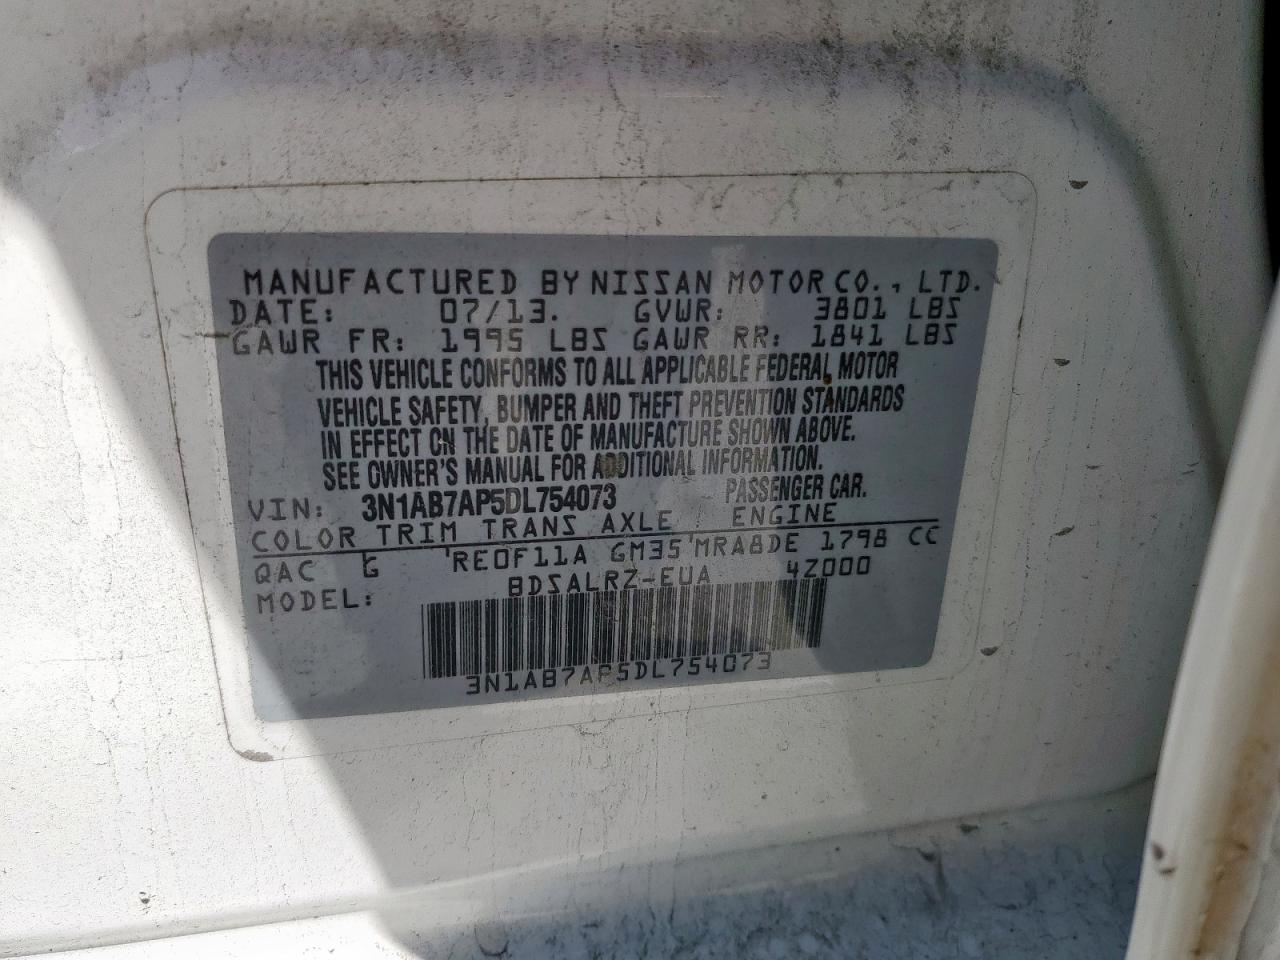 MANUFACTURED BY NISSAN MOTOR CO., LTD.
DATE: 07/13. GVWR: 3801 LBS
GAWR FR: 1995 LBS GAWR RR: 1841 LBS
THIS VEHICLE CONFORMS TO ALL APPLICABLE FEDERAL MOTOR
VEHICLE SAFETY, BUMPER AND THEFT PREVENTION STANDARDS
IN EFFECT ON THE DATE OF MANUFACTURE SHOWN ABOVE.
SEE OWNER'S MANUAL FOR ADDITIONAL INFORMATION.
VIN: 3N1AB7AP5DL754073 PASSENGER CAR.
COLOR TRIM TRANS AXLE ENGINE
QAC G RE0F11A GM35 MRA8DE 1798 CC
MODEL: BDSALRZ-EUA 4Z000
3N1AB7AP5DL754073